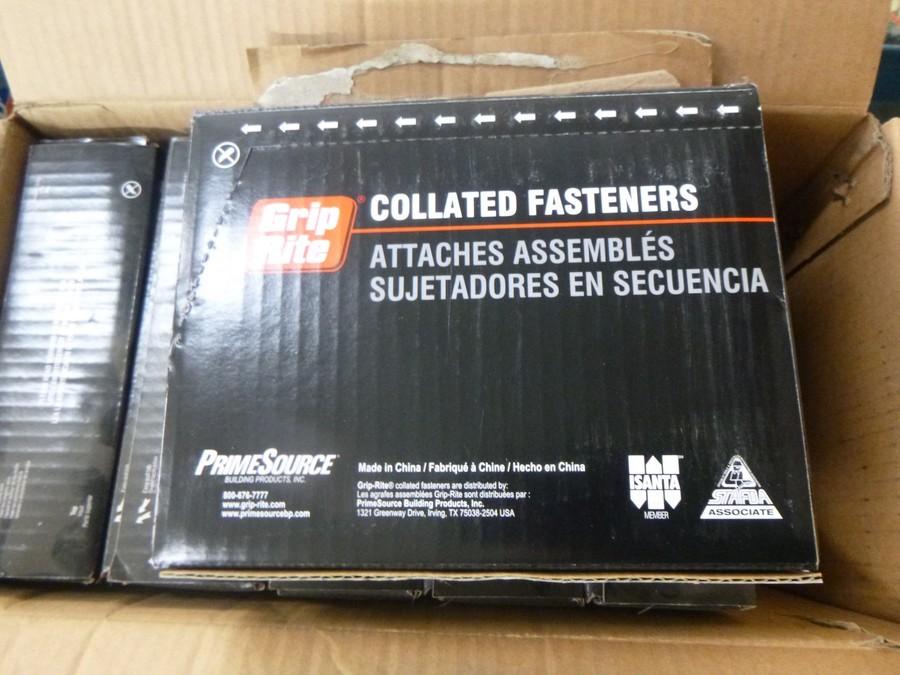 Grip
Rite®
COLLATED FASTENERS
ATTACHES ASSEMBLÉS
SUJETADORES EN SECUENCIA
PRIMESOURCE
BUILDING PRODUCTS, INC.
800-676-7777
www.grip-rite.com
www.primesourcebp.com
Made in China / Fabriqué à Chine / Hecho en China
Grip-Rite® collated fasteners are distributed by:
Les agrafes assemblées Grip-Rite sont distribuées par :
PrimeSource Building Products, Inc.
1321 Greenway Drive, Irving, TX 75038-2504 USA
ISANTA™
MEMBER
STAFDA
ASSOCIATE